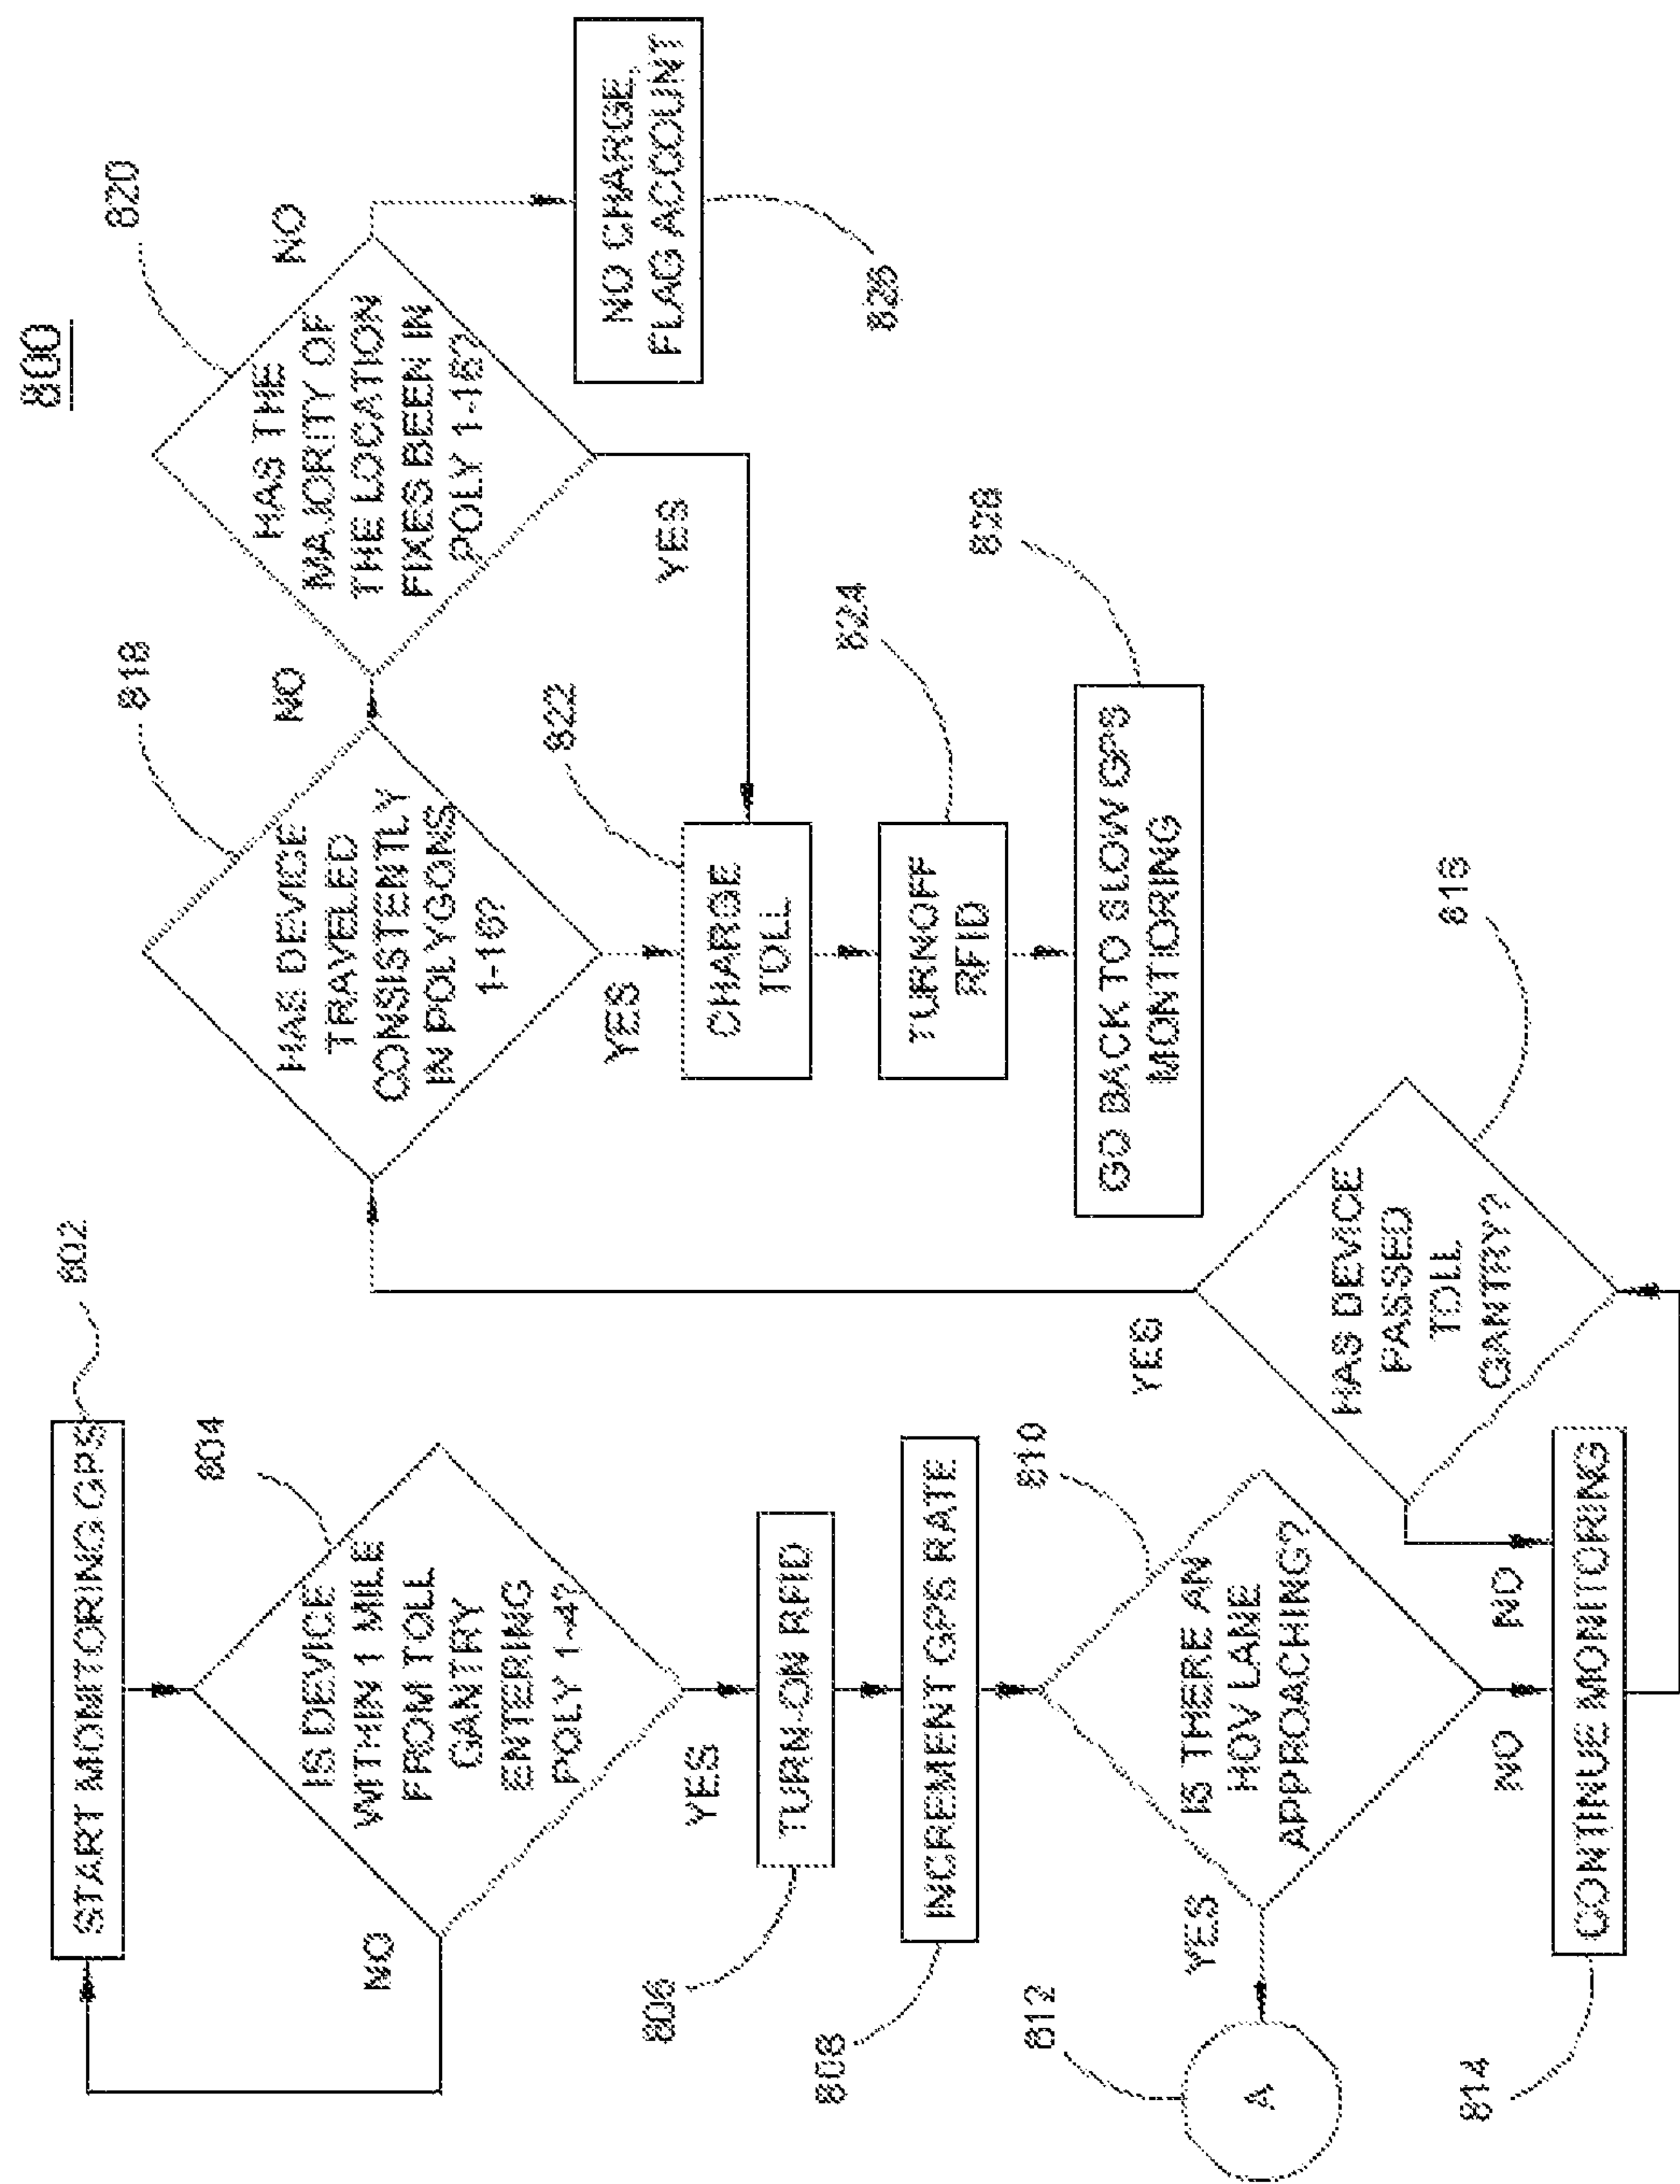 800
START MONITORING GPS
802
IS DEVICE
WITHIN 1 MILE
FROM TOLL
GANTRY
ENTERING
POLY 1-4?
804
NO
YES
TURN-ON RFID
806
INCREMENT GPS RATE
808
IS THERE AN
HOV LANE
APPROACHING?
810
YES
A
812
NO
CONTINUE MONITORING
814
NO
HAS DEVICE
PASSED
TOLL
GANTRY?
816
YES
HAS DEVICE
TRAVELED
CONSISTENTLY
IN POLYGONS
1-16?
818
NO
YES
HAS THE
MAJORITY OF
THE LOCATION
FIXES BEEN IN
POLY 1-16?
820
NO
YES
CHARGE
TOLL
822
TURNOFF
RFID
824
NO CHARGE,
FLAG ACCOUNT
826
GO BACK TO SLOW GPS
MONTIORING
828